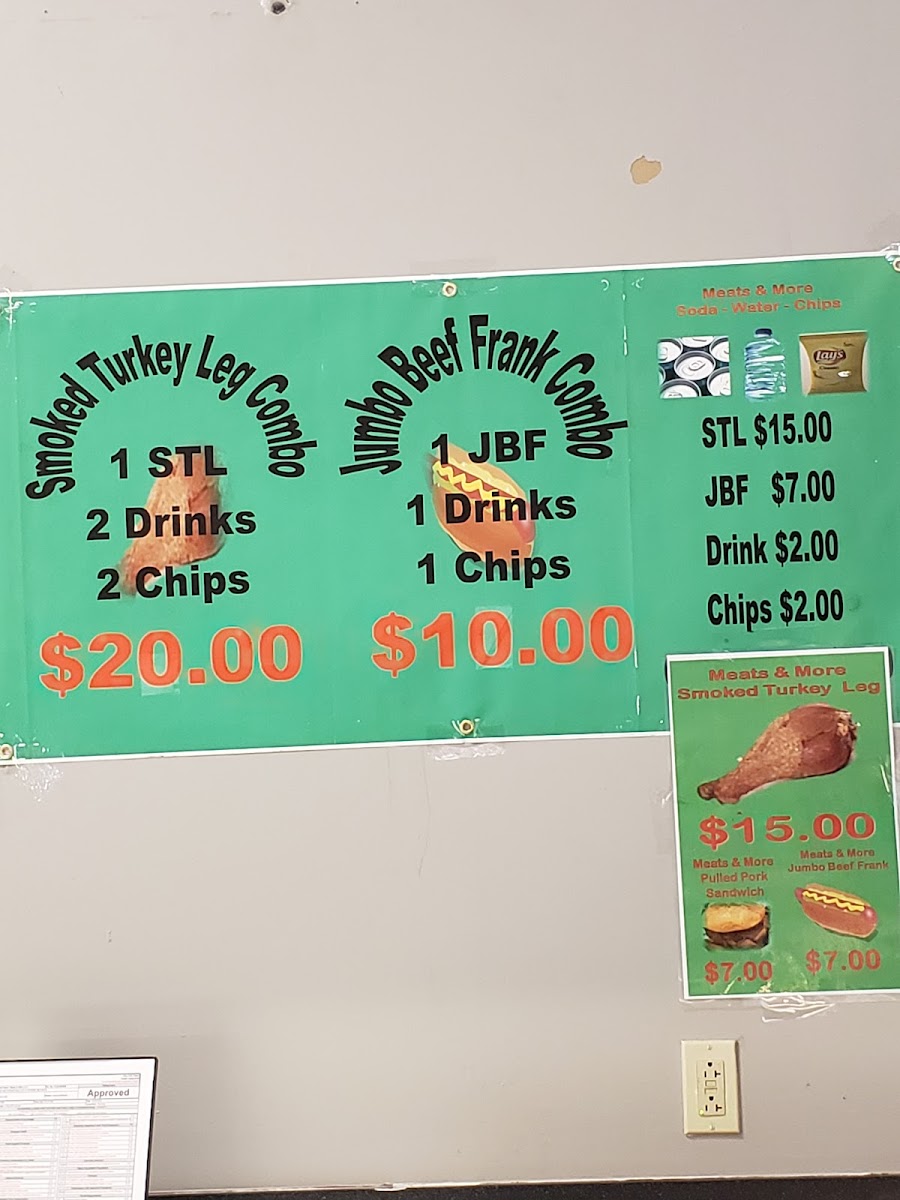 Smoked Turkey Leg Combo
1 STL
2 Drinks
2 Chips
$20.00
Jumbo Beef Frank Combo
1 JBF
1 Drinks
1 Chips
$10.00
Meats & More
Soda - Water - Chips
Lay's
STL $15.00
JBF $7.00
Drink $2.00
Chips $2.00
Meats & More
Smoked Turkey Leg
$15.00
Meats & More
Pulled Pork
Sandwich
$7.00
Meats & More
Jumbo Beef Frank
$7.00
Approved